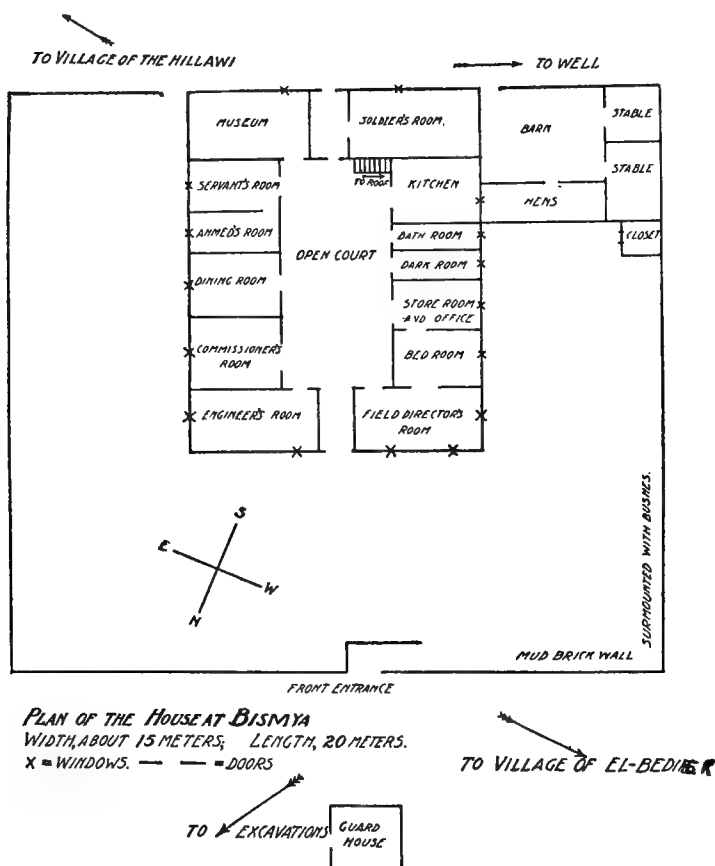 TO VILLAGE OF THE HILLAWI
TO WELL
MUSEUM
SOLDIER'S ROOM.
BARN
STABLE
STABLE
SERVANT'S ROOM
TO ROOF
KITCHEN
HENS
AHMED'S ROOM
BATH ROOM
CLOSET
OPEN COURT
DARK ROOM
DINING ROOM
STORE ROOM
AND OFFICE
COMMISSIONER'S
ROOM
BED ROOM
ENGINEER'S ROOM
FIELD DIRECTOR'S
ROOM
S
E
W
N
SURMOUNTED WITH BUSHES.
MUD BRICK WALL
FRONT ENTRANCE
PLAN OF THE HOUSE AT BISMYA
WIDTH, ABOUT 15 METERS; LENGTH, 20 METERS.
X = WINDOWS. — — = DOORS
TO VILLAGE OF EL-BEDIHER
TO EXCAVATIONS
GUARD
HOUSE